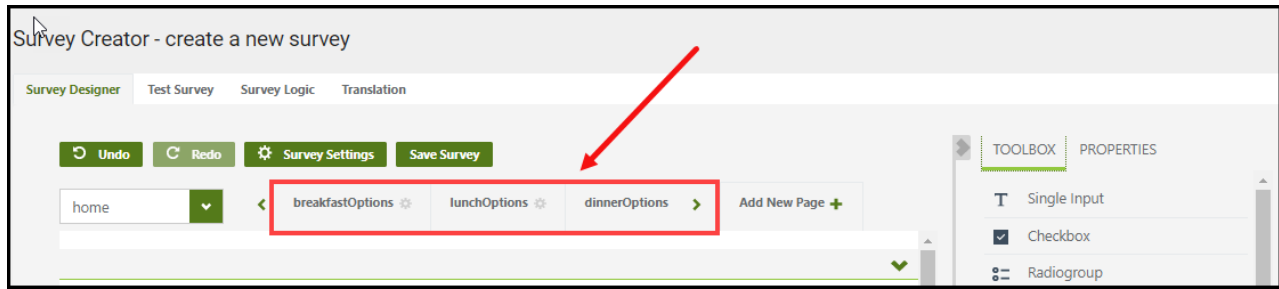 Survey Creator - create a new survey
Survey Designer Test Survey Survey Logic Translation
Undo Redo Survey Settings Save Survey
TOOLBOX PROPERTIES
home breakfastOptions lunchOptions dinnerOptions Add New Page
Single Input
Checkbox
Radiogroup